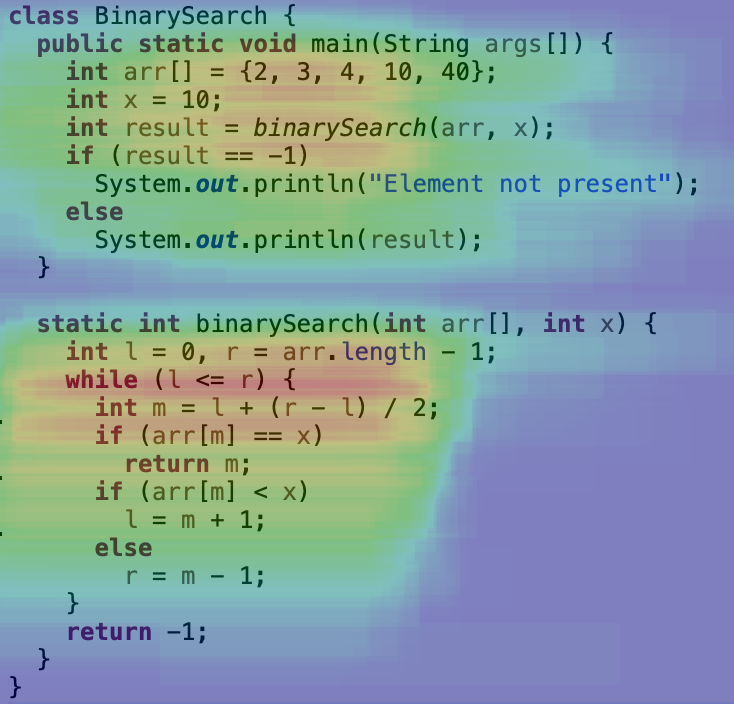 class BinarySearch {
  public static void main(String args[]) {
    int arr[] = {2, 3, 4, 10, 40};
    int x = 10;
    int result = binarySearch(arr, x);
    if (result == -1)
      System.out.println("Element not present");
    else
      System.out.println(result);
  }

  static int binarySearch(int arr[], int x) {
    int l = 0, r = arr.length - 1;
    while (l <= r) {
      int m = l + (r - l) / 2;
      if (arr[m] == x)
        return m;
      if (arr[m] < x)
        l = m + 1;
      else
        r = m - 1;
    }
    return -1;
  }
}